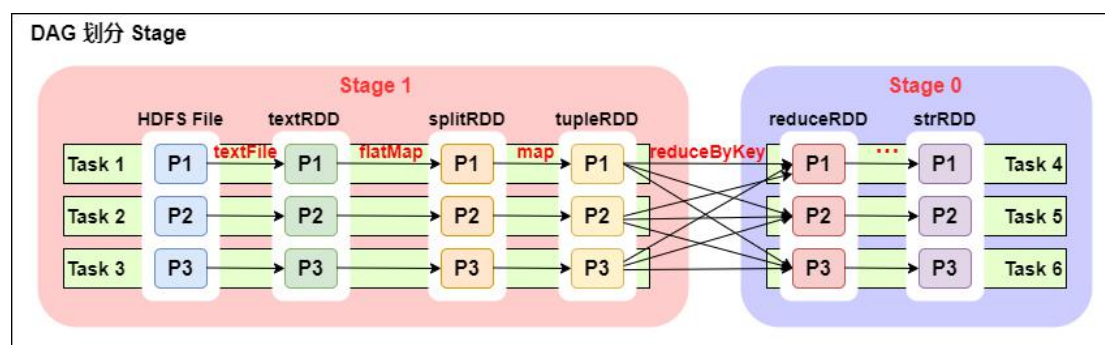 DAG 划分 Stage
Stage 1
Stage 0
HDFS File textRDD splitRDD tupleRDD reduceRDD strRDD
Task 1 P1 textFile P1 flatMap P1 map P1 reduceByKey P1 ... P1 Task 4
Task 2 P2 P2 P2 P2 P2 P2 Task 5
Task 3 P3 P3 P3 P3 P3 P3 Task 6